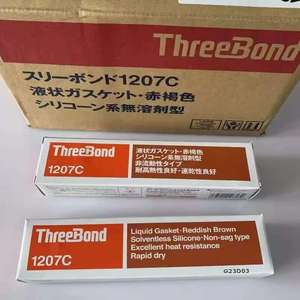 ThreeBond
スリーボンド1207C
液状ガスケット・赤褐色
シリコーン系無溶剤型
ThreeBond
1207C
液状ガスケット・赤褐色
シリコーン系無溶剤型
非流動性タイプ
耐高熱性良好・速乾性良好
ThreeBond
1207C
Liquid Gasket-Reddish Brown
Solventless Silicone-Non-sag type
Excellent heat resistance
Rapid dry
G23D03